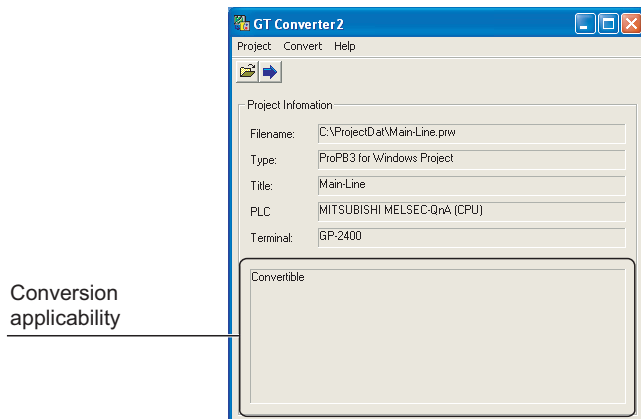 GT Converter2
Project Convert Help
Project Infomation
Filename: C:\ProjectDat\Main-Line.prw
Type: ProPB3 for Windows Project
Title: Main-Line
PLC MITSUBISHI MELSEC-QnA (CPU)
Terminal: GP-2400
Convertible
Conversion
applicability